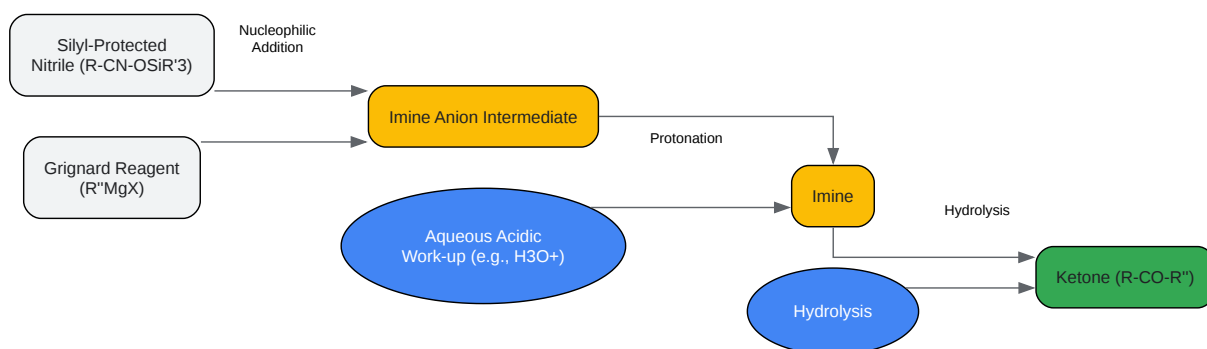 Silyl-Protected
Nitrile (R-CN-OSiR'3)
Nucleophilic
Addition
Grignard Reagent
(R''MgX)
Imine Anion Intermediate
Protonation
Aqueous Acidic
Work-up (e.g., H3O+)
Imine
Hydrolysis
Hydrolysis
Ketone (R-CO-R'')